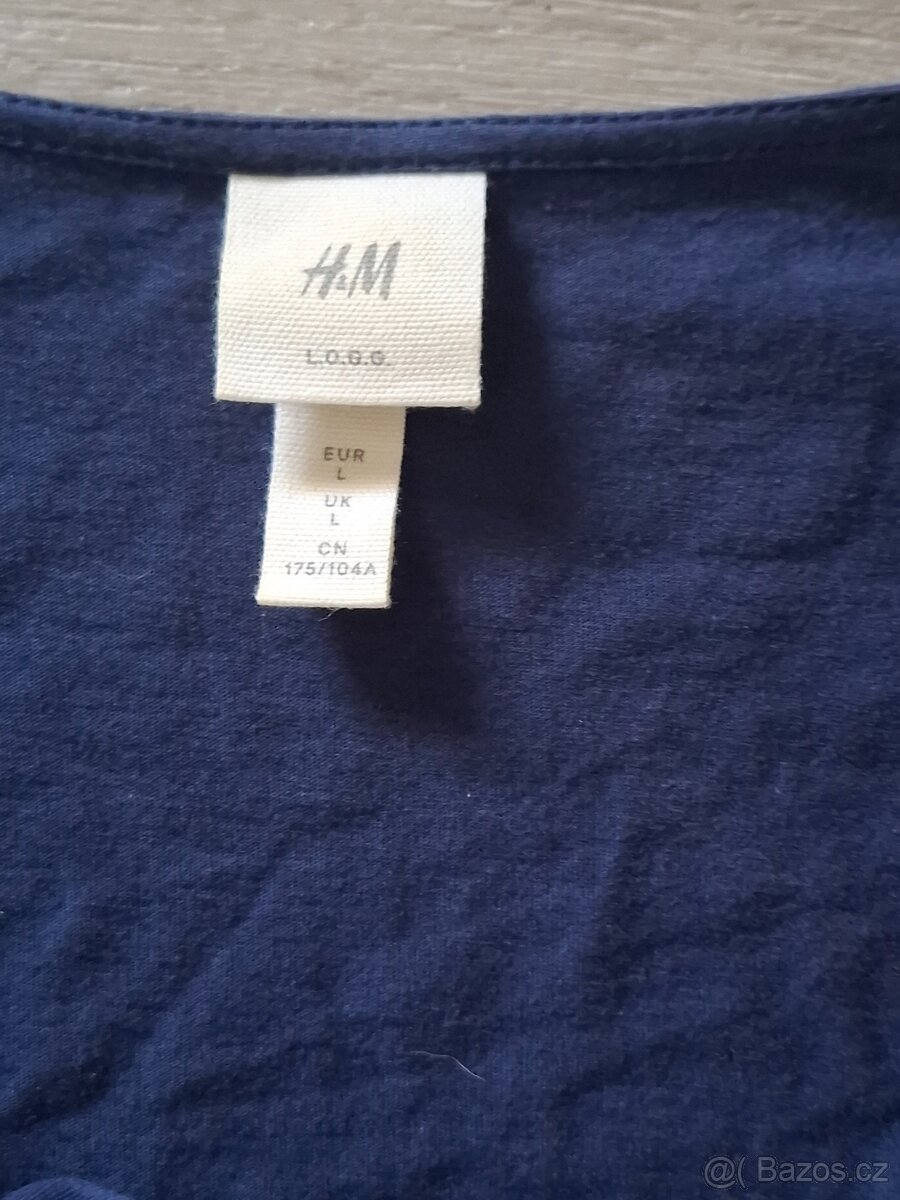 H&M
L.O.G.G.
EUR
L
UK
L
CN
175/104A
@( Bazos.cz